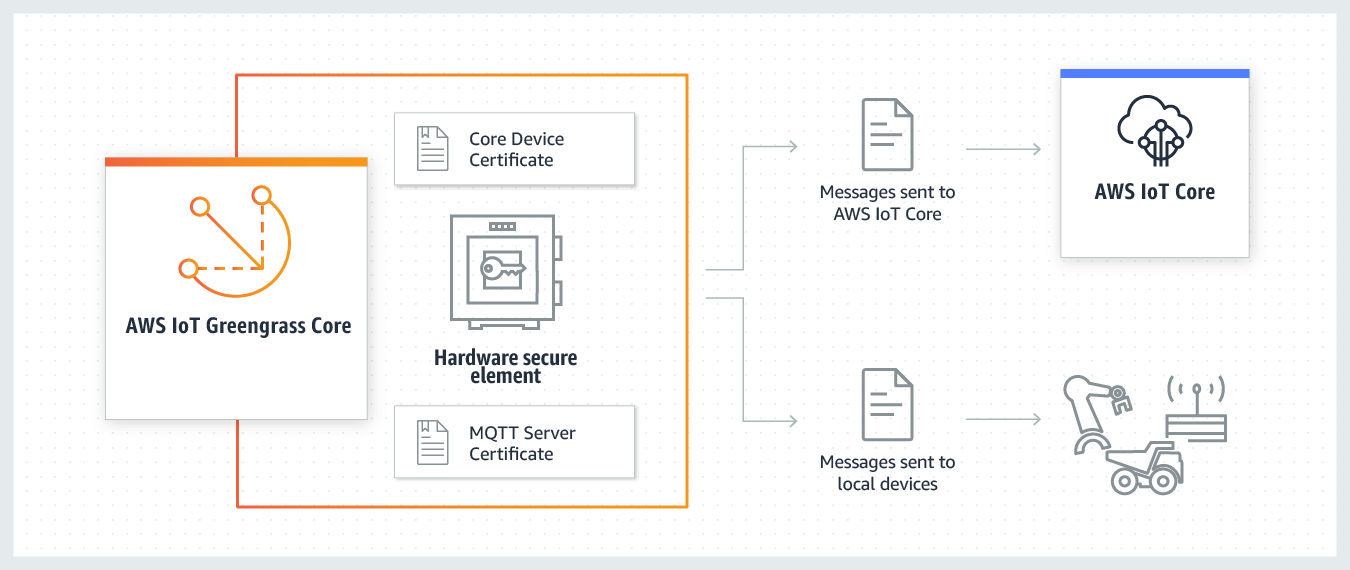 AWS IoT Greengrass Core
Core Device
Certificate
Hardware secure
element
MQTT Server
Certificate
Messages sent to
AWS IoT Core
Messages sent to
local devices
AWS IoT Core